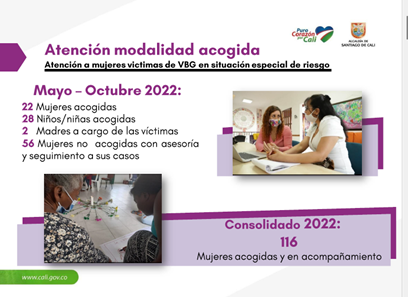 Pura
Corazón
por Cali
ALCALDÍA DE
SANTIAGO DE CALI
Atención modalidad acogida
Atención a mujeres victimas de VBG en situación especial de riesgo
Mayo – Octubre 2022:
22 Mujeres acogidas
28 Niños/niñas acogidas
2 Madres a cargo de las víctimas
56 Mujeres no acogidas con asesoría
y seguimiento a sus casos
Consolidado 2022:
116
Mujeres acogidas y en acompañamiento
www.cali.gov.co